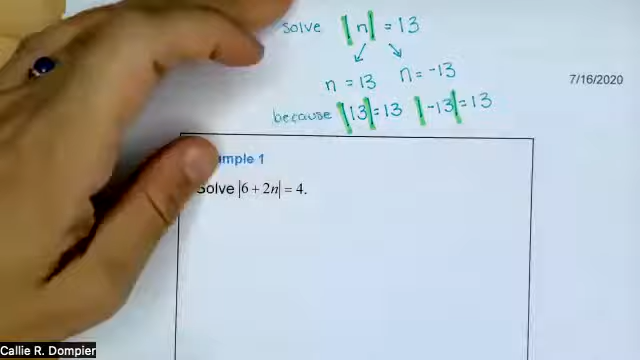 solve |n| = 13
n = 13 n = -13
7/16/2020
because |13| = 13 |-13| = 13
mple 1
Solve |6 + 2n| = 4.
Callie R. Dompier